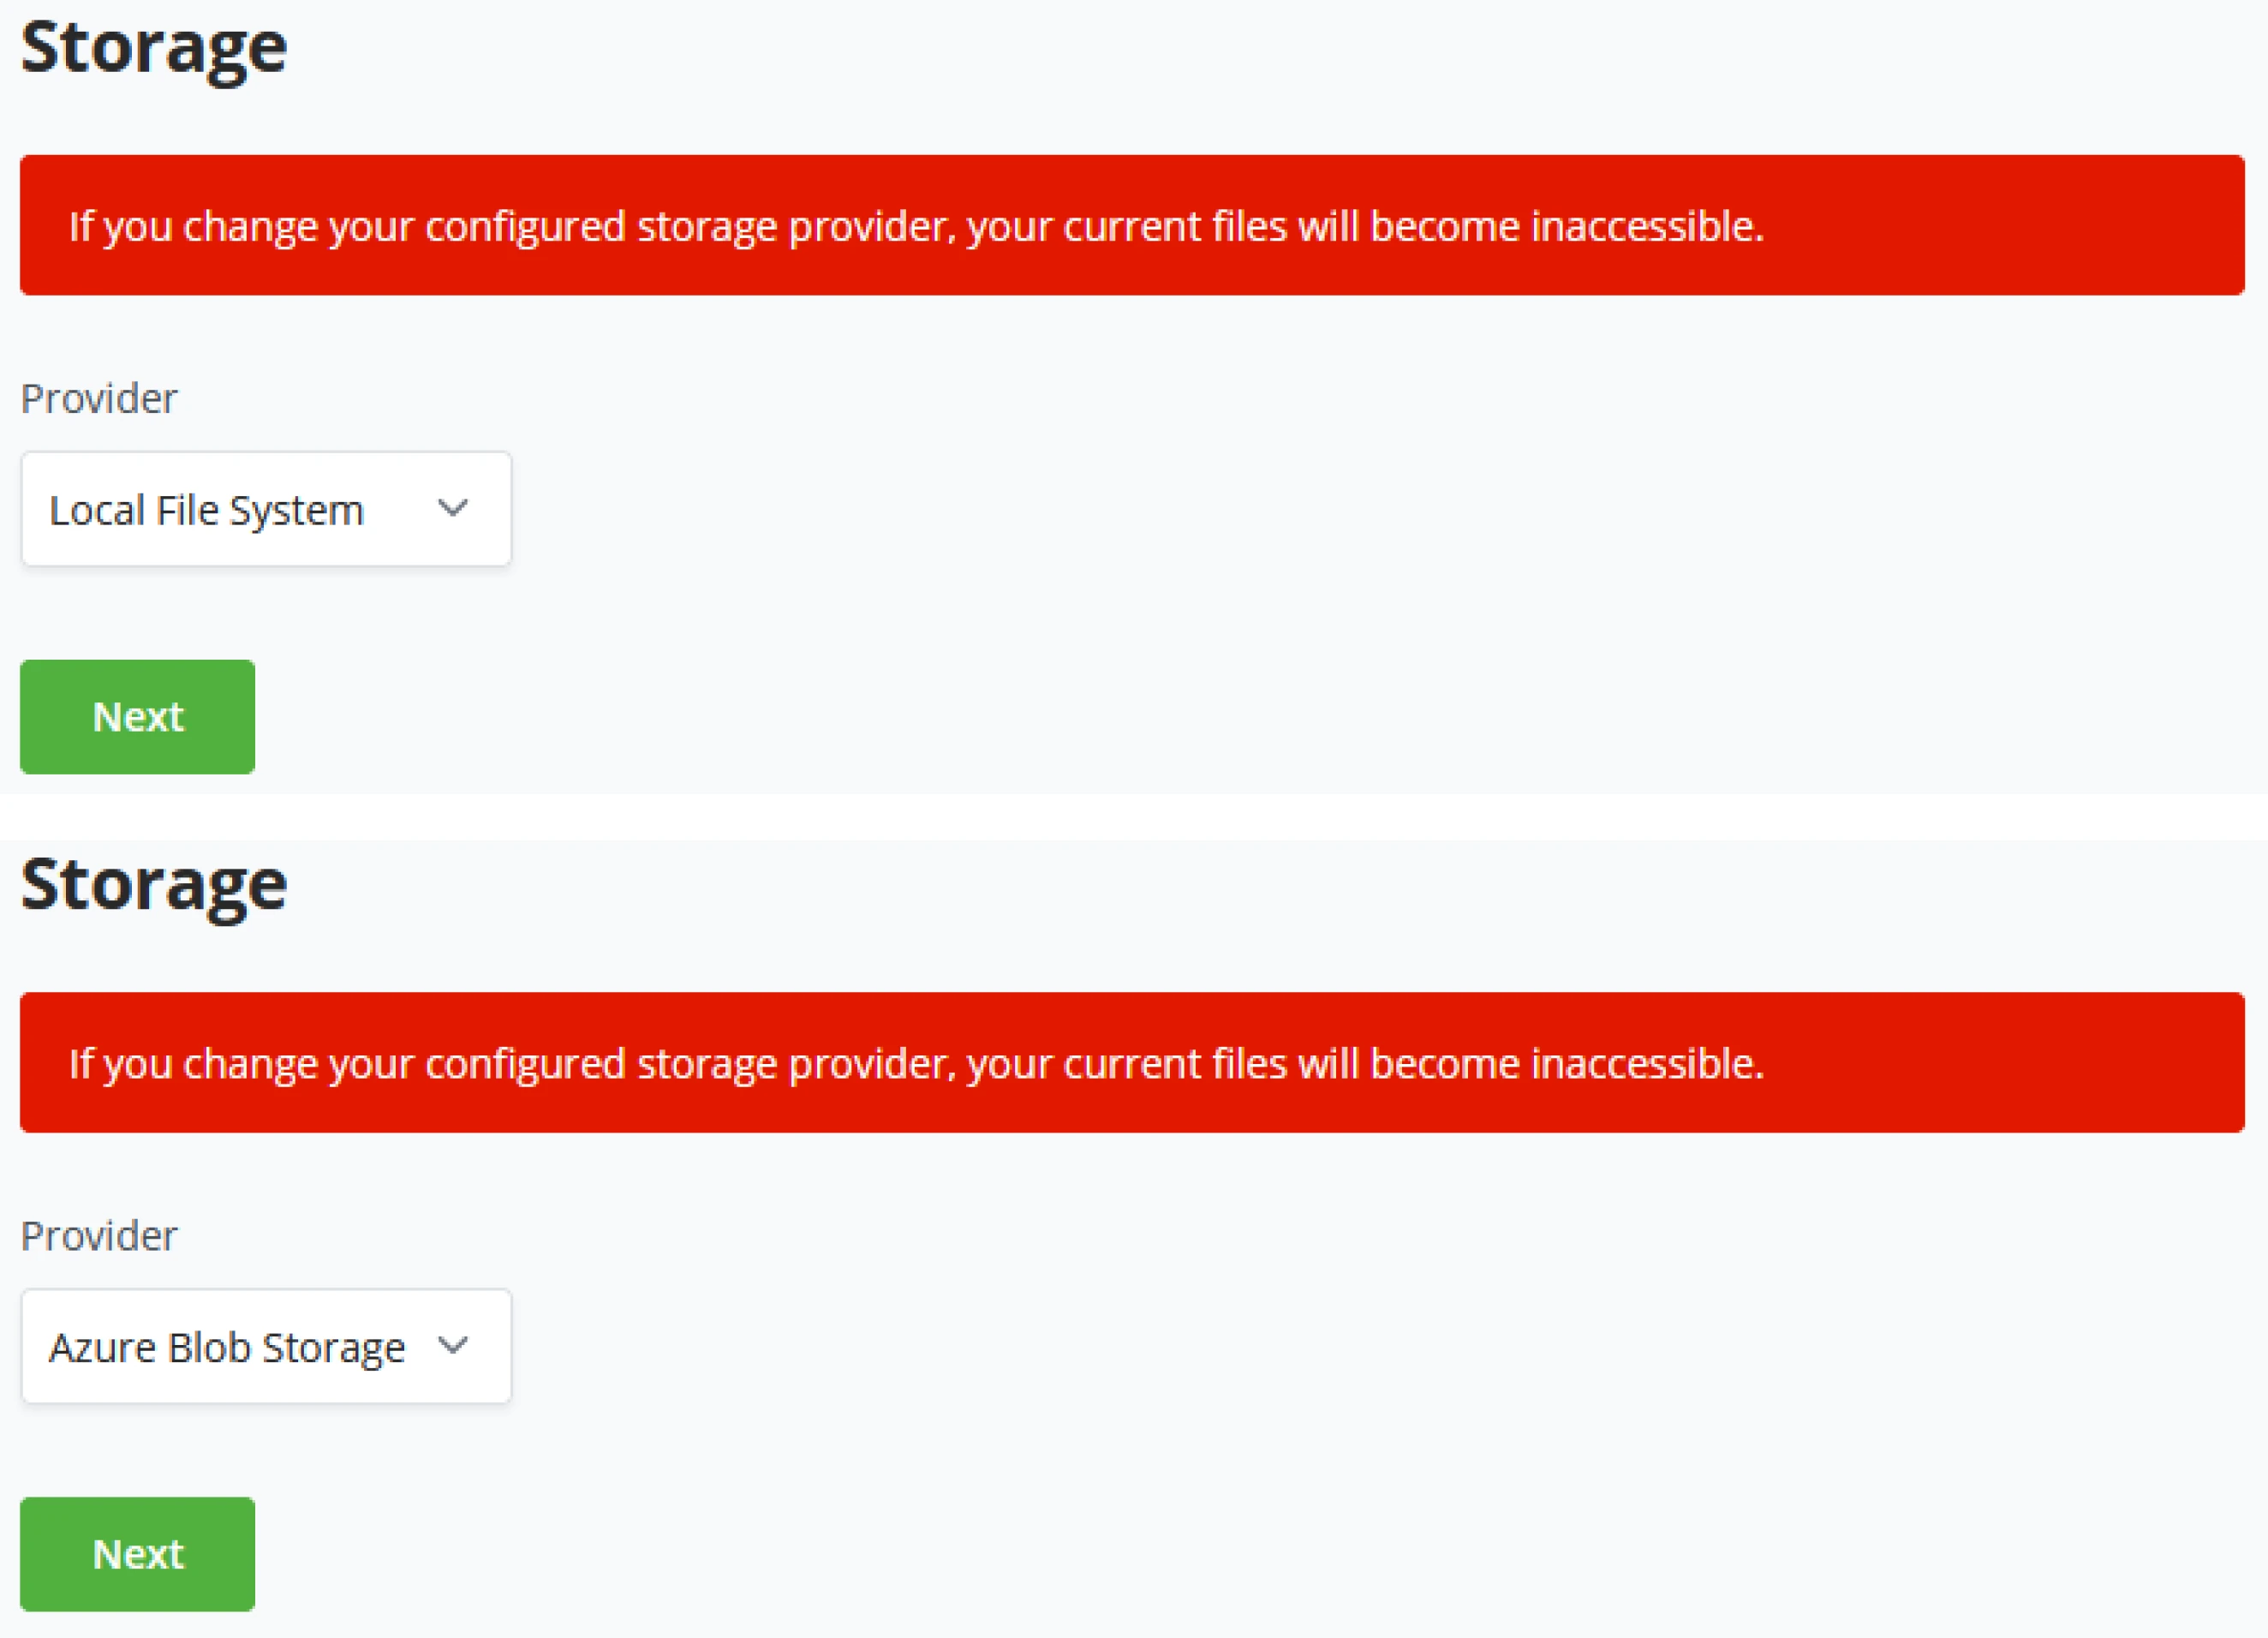 Storage
If you change your configured storage provider, your current files will become inaccessible.
Provider
Local File System
Next
Storage
If you change your configured storage provider, your current files will become inaccessible.
Provider
Azure Blob Storage
Next